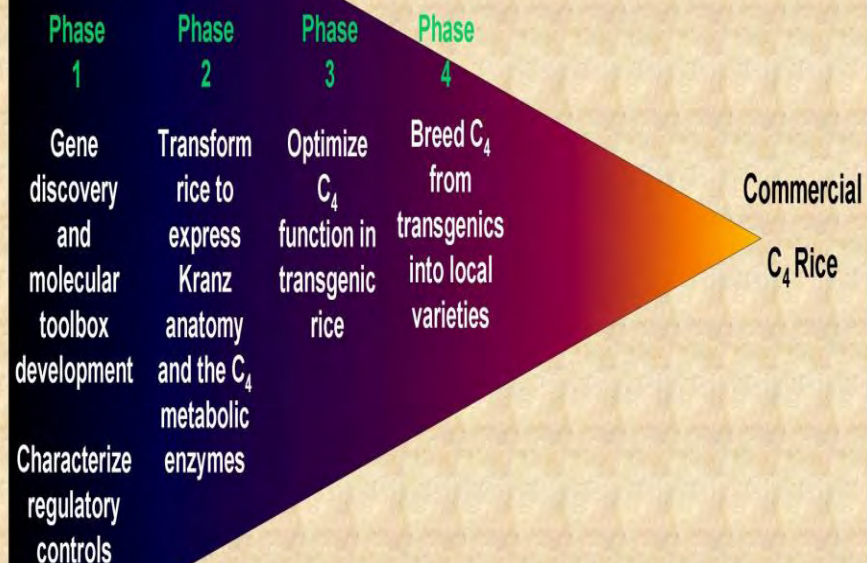 Phase
1
Gene
discovery
and
molecular
toolbox
development
Characterize
regulatory
controls
Phase
2
Transform
rice to
express
Kranz
anatomy
and the C₄
metabolic
enzymes
Phase
3
Optimize
C₄
function in
transgenic
rice
Phase
4
Breed C₄
from
transgenics
into local
varieties
Commercial
C₄ Rice